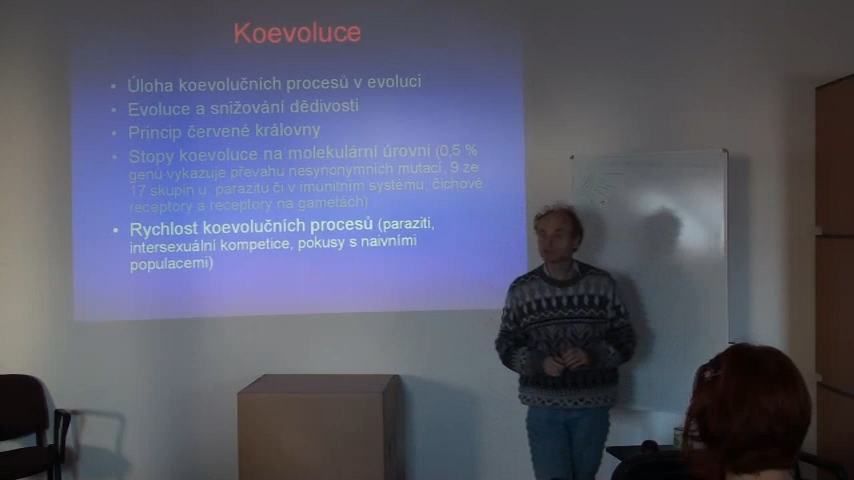 Koevoluce
• Úloha koevolučních procesů v evoluci
• Evoluce a snižování dědivosti
• Princip červené královny
• Stopy koevoluce na molekulární úrovni (0,5 %
genů vykazuje převahu nesynonymních mutací, 9 ze
17 skupin u parazitů či v imunitním systému, čichové
receptory a receptory na gametách)
• Rychlost koevolučních procesů (paraziti,
intersexuální kompetice, pokusy s naivními
populacemi)